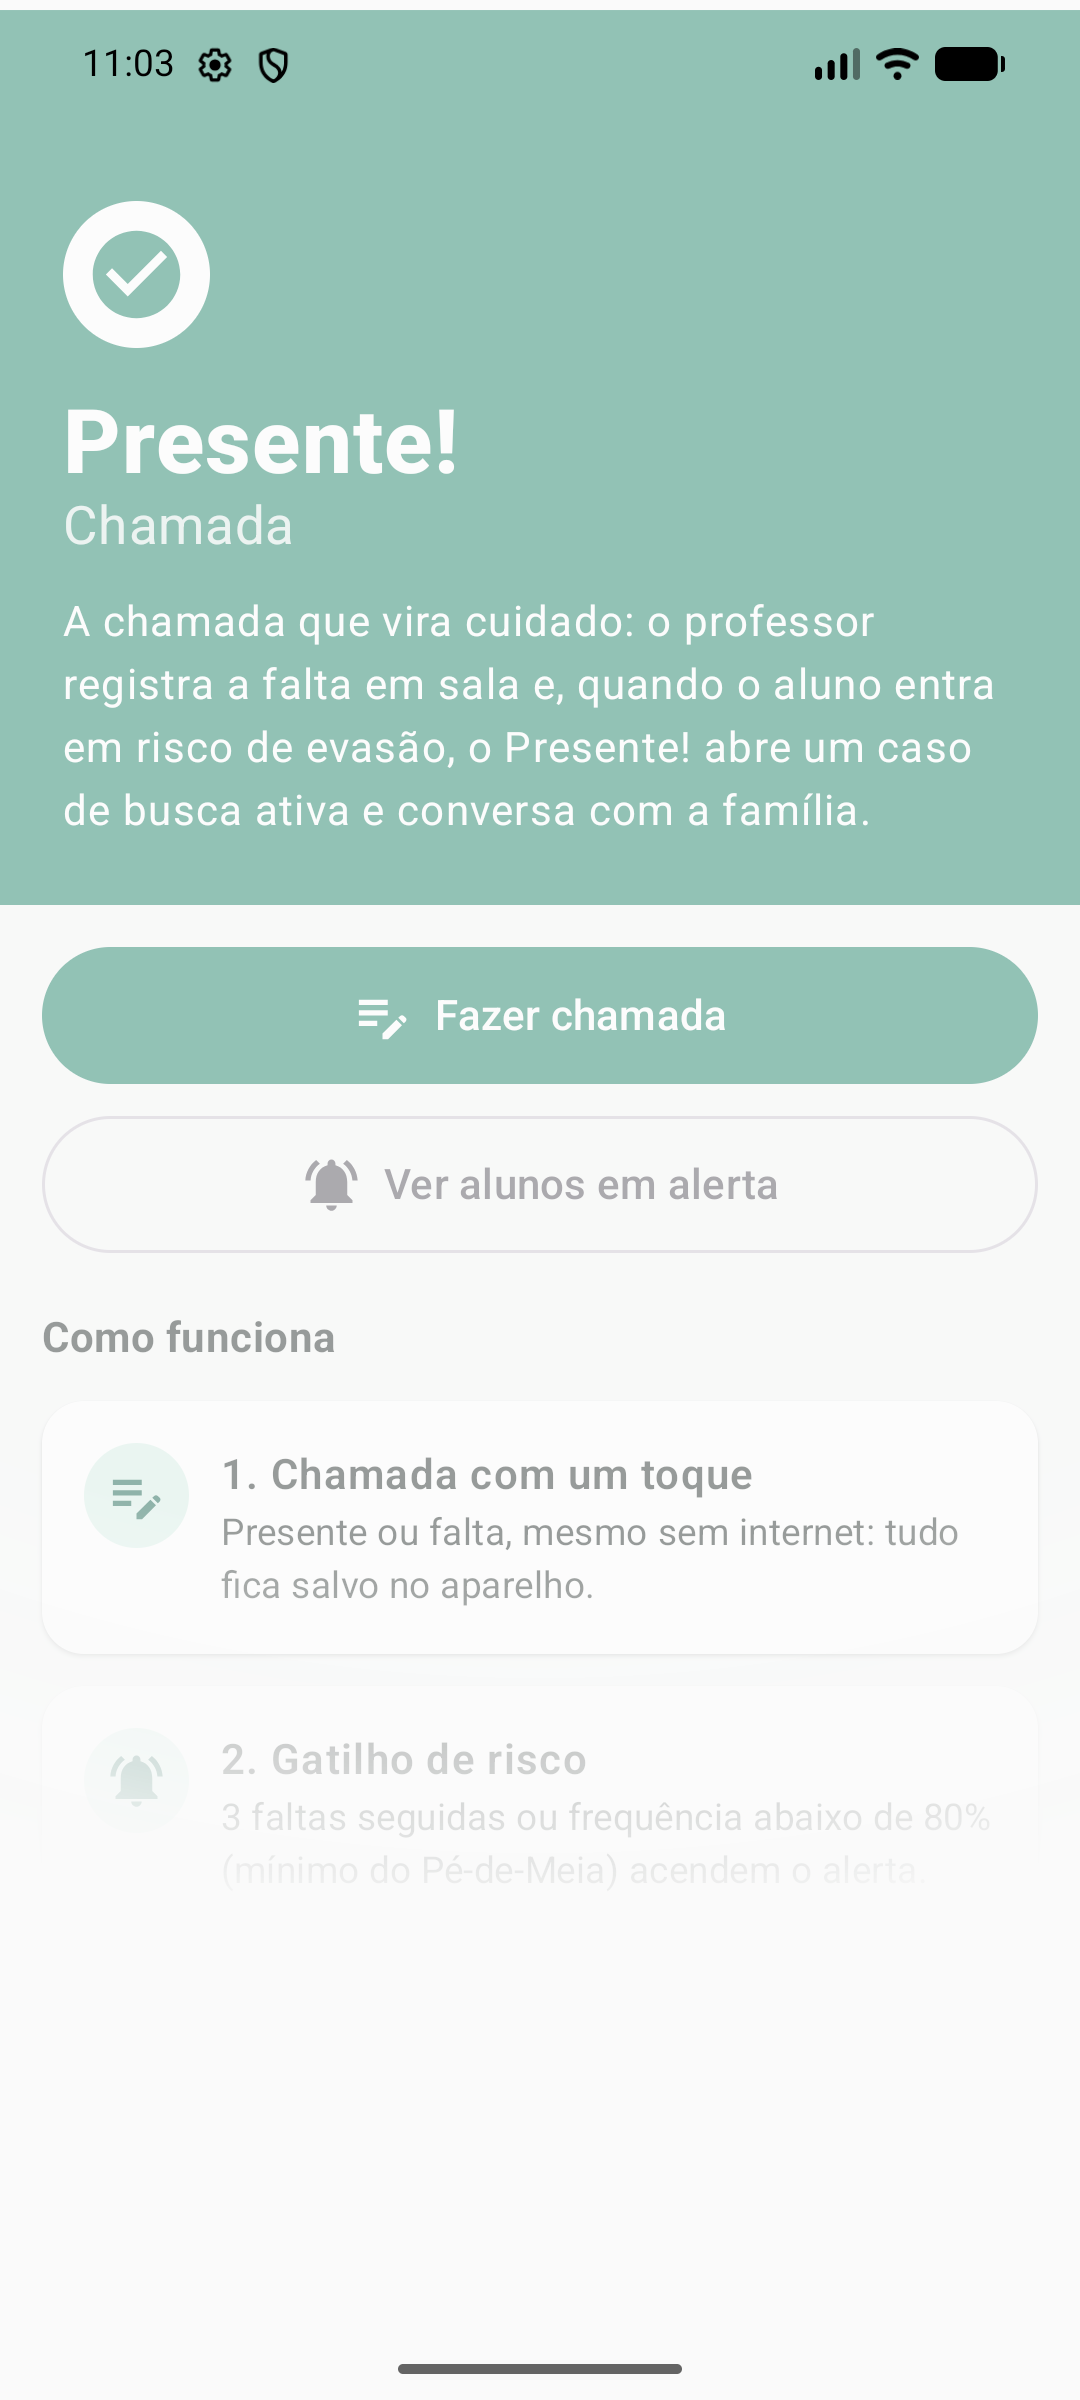 11:03
Presente!
Chamada
A chamada que vira cuidado: o professor
registra a falta em sala e, quando o aluno entra
em risco de evasão, o Presente! abre um caso
de busca ativa e conversa com a família.
Fazer chamada
Ver alunos em alerta
Como funciona
1. Chamada com um toque
Presente ou falta, mesmo sem internet: tudo
fica salvo no aparelho.
2. Gatilho de risco
3 faltas seguidas ou frequência abaixo de 80%
(mínimo do Pé-de-Meia) acendem o alerta.